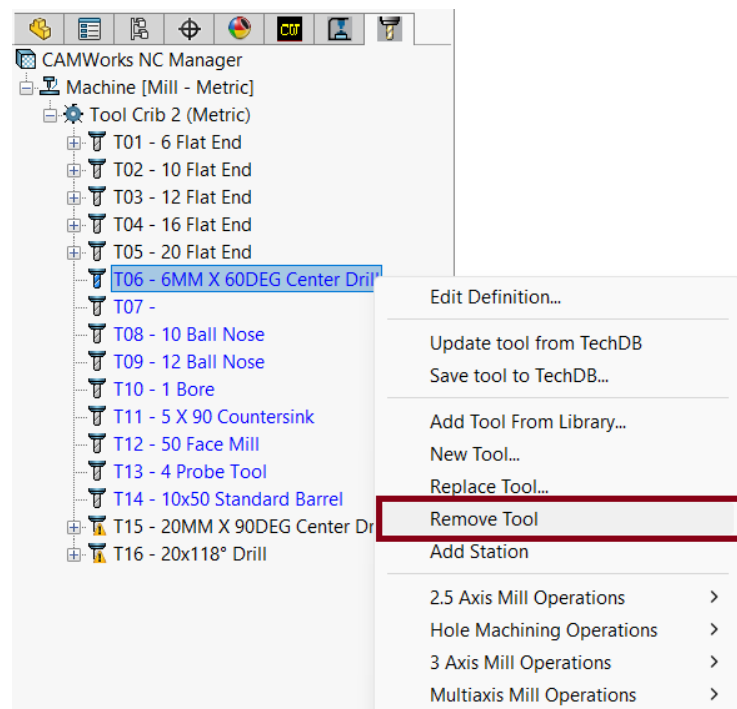 CW
CAMWorks NC Manager
Machine [Mill - Metric]
Tool Crib 2 (Metric)
T01 - 6 Flat End
T02 - 10 Flat End
T03 - 12 Flat End
T04 - 16 Flat End
T05 - 20 Flat End
T06 - 6MM X 60DEG Center Drill
T07 -
T08 - 10 Ball Nose
T09 - 12 Ball Nose
T10 - 1 Bore
T11 - 5 X 90 Countersink
T12 - 50 Face Mill
T13 - 4 Probe Tool
T14 - 10x50 Standard Barrel
T15 - 20MM X 90DEG Center Dr
T16 - 20x118° Drill
Edit Definition...
Update tool from TechDB
Save tool to TechDB...
Add Tool From Library...
New Tool...
Replace Tool...
Remove Tool
Add Station
2.5 Axis Mill Operations
Hole Machining Operations
3 Axis Mill Operations
Multiaxis Mill Operations